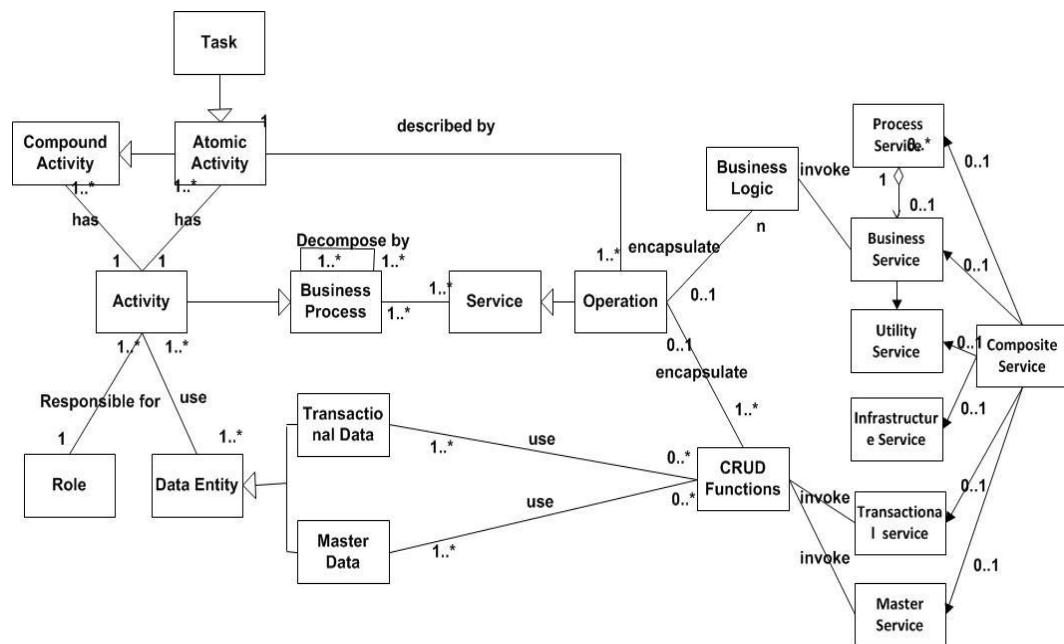 Task
Compound
Activity
1..*
Atomic
Activity
1
1..*
described by
has
has
1
1
Activity
1..*
1..*
Decompose by
1..*
1..*
Business
Process
1..*
1..*
Service
1..*
Operation
0..1
0..1
encapsulate
n
encapsulate
1..*
Business
Logic
invoke
Process
Service
0..*
1
0..1
0..1
Business
Service
0..1
Utility
Service
0..1
Composite
Service
Infrastructur
e Service
0..1
Responsible for
1
use
1..*
Role
Data Entity
Transactio
nal Data
1..*
use
0..*
0..*
CRUD
Functions
use
1..*
Master
Data
invoke
invoke
Transactiona
l service
0..1
0..1
Master
Service